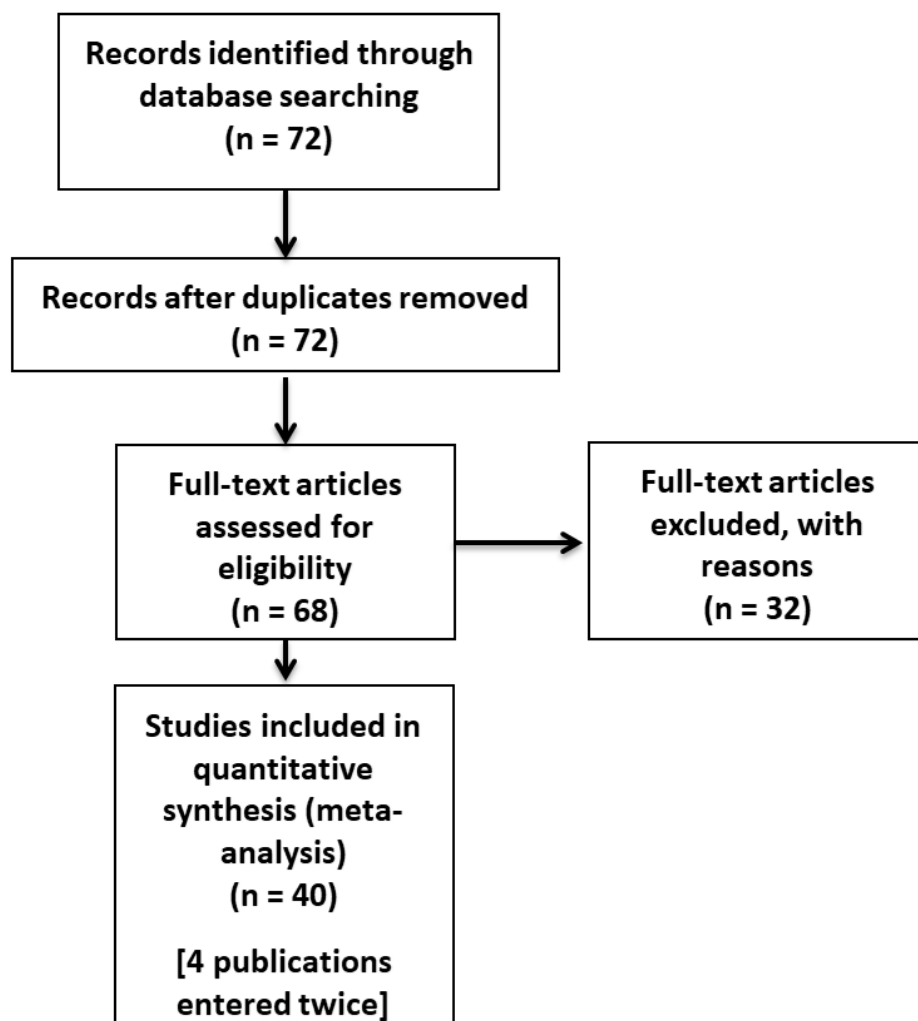 Records identified through
database searching
(n = 72)
Records after duplicates removed
(n = 72)
Full-text articles
assessed for
eligibility
(n = 68)
Full-text articles
excluded, with
reasons
(n = 32)
Studies included in
quantitative
synthesis (meta-
analysis)
(n = 40)
[4 publications
entered twice]